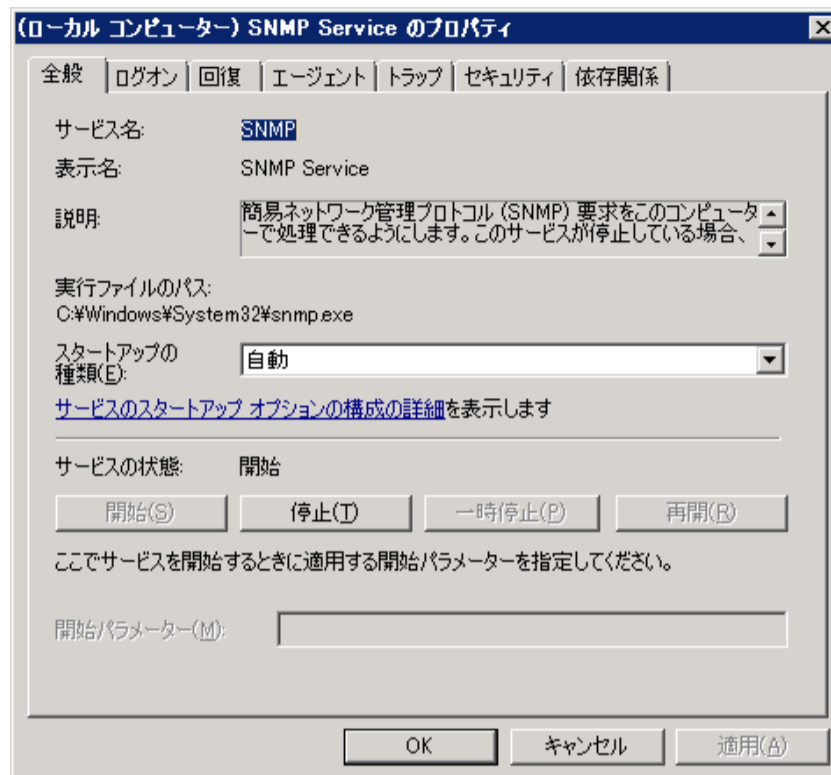 (ローカル コンピューター) SNMP Service のプロパティ
全般 ログオン 回復 エージェント トラップ セキュリティ 依存関係
サービス名: SNMP
表示名: SNMP Service
説明: 簡易ネットワーク管理プロトコル (SNMP) 要求をこのコンピュータ
ーで処理できるようにします。このサービスが停止している場合、
実行ファイルのパス:
C:¥Windows¥System32¥snmp.exe
スタートアップの
種類(E): 自動
サービスのスタートアップ オプションの構成の詳細を表示します
サービスの状態: 開始
開始(S) 停止(T) 一時停止(P) 再開(R)
ここでサービスを開始するときに適用する開始パラメーターを指定してください。
開始パラメーター(M):
OK キャンセル 適用(A)